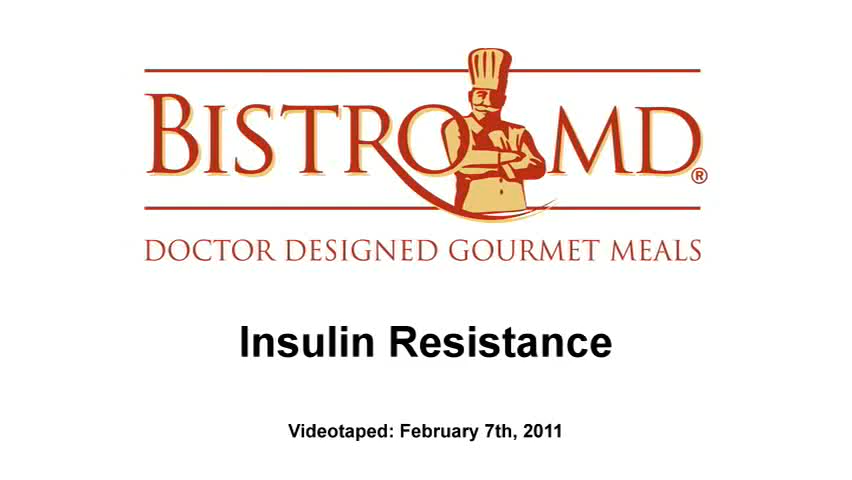 BISTRO MD®
DOCTOR DESIGNED GOURMET MEALS
Insulin Resistance
Videotaped: February 7th, 2011